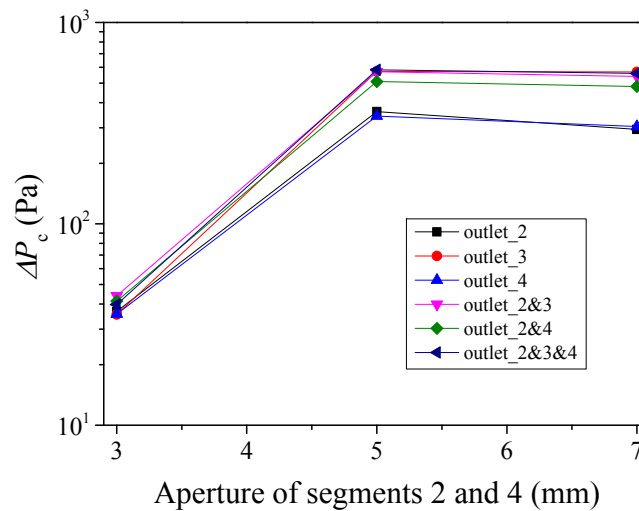 10³
10²
10¹
ΔP_c (Pa)
outlet_2
outlet_3
outlet_4
outlet_2&3
outlet_2&4
outlet_2&3&4
3 4 5 6 7
Aperture of segments 2 and 4 (mm)